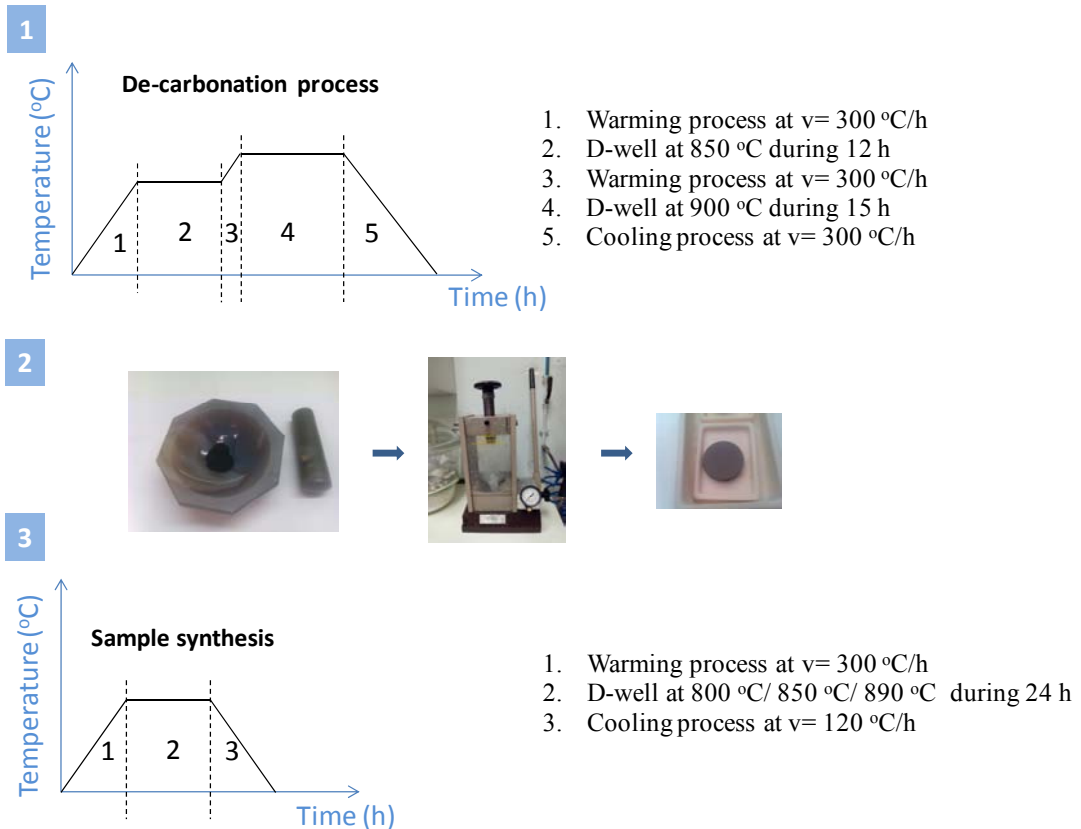 1
De-carbonation process
Temperature (ºC)
1
2
3
4
5
Time (h)
1. Warming process at v= 300 ºC/h
2. D-well at 850 ºC during 12 h
3. Warming process at v= 300 ºC/h
4. D-well at 900 ºC during 15 h
5. Cooling process at v= 300 ºC/h
2
3
Sample synthesis
Temperature (ºC)
1
2
3
Time (h)
1. Warming process at v= 300 ºC/h
2. D-well at 800 ºC/ 850 ºC/ 890 ºC during 24 h
3. Cooling process at v= 120 ºC/h